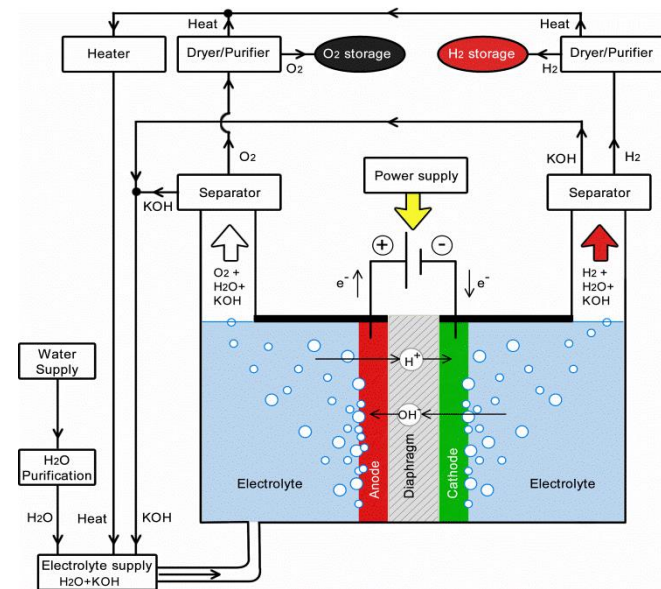 Heat
Heat
Heater
Dryer/Purifier
O2 storage
H2 storage
Dryer/Purifier
O2
H2
O2
KOH
H2
Separator
Power supply
Separator
KOH
+
-
O2 +
H2O+
KOH
e-
e-
H2 +
H2O+
KOH
Water
Supply
H+
OH-
H2O
Purification
Electrolyte
Anode
Diaphragm
Cathode
Electrolyte
H2O
Heat
KOH
Electrolyte supply
H2O+KOH